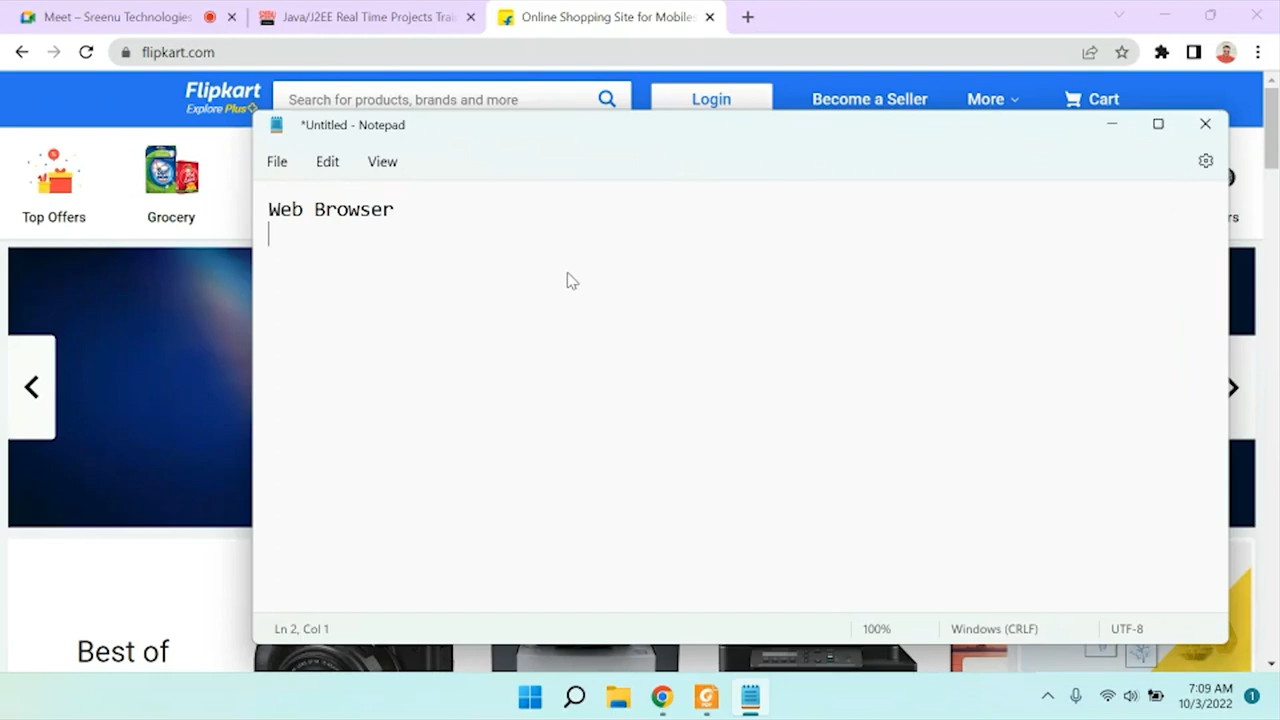 Meet – Sreenu Technologies
Java/J2EE Real Time Projects Trai
Online Shopping Site for Mobiles
flipkart.com
Flipkart
Explore Plus
Search for products, brands and more
Login
Become a Seller
More
Cart
*Untitled - Notepad
File
Edit
View
Top Offers
Grocery
rs
Web Browser
Best of
Ln 2, Col 1
100%
Windows (CRLF)
UTF-8
7:09 AM
10/3/2022
1